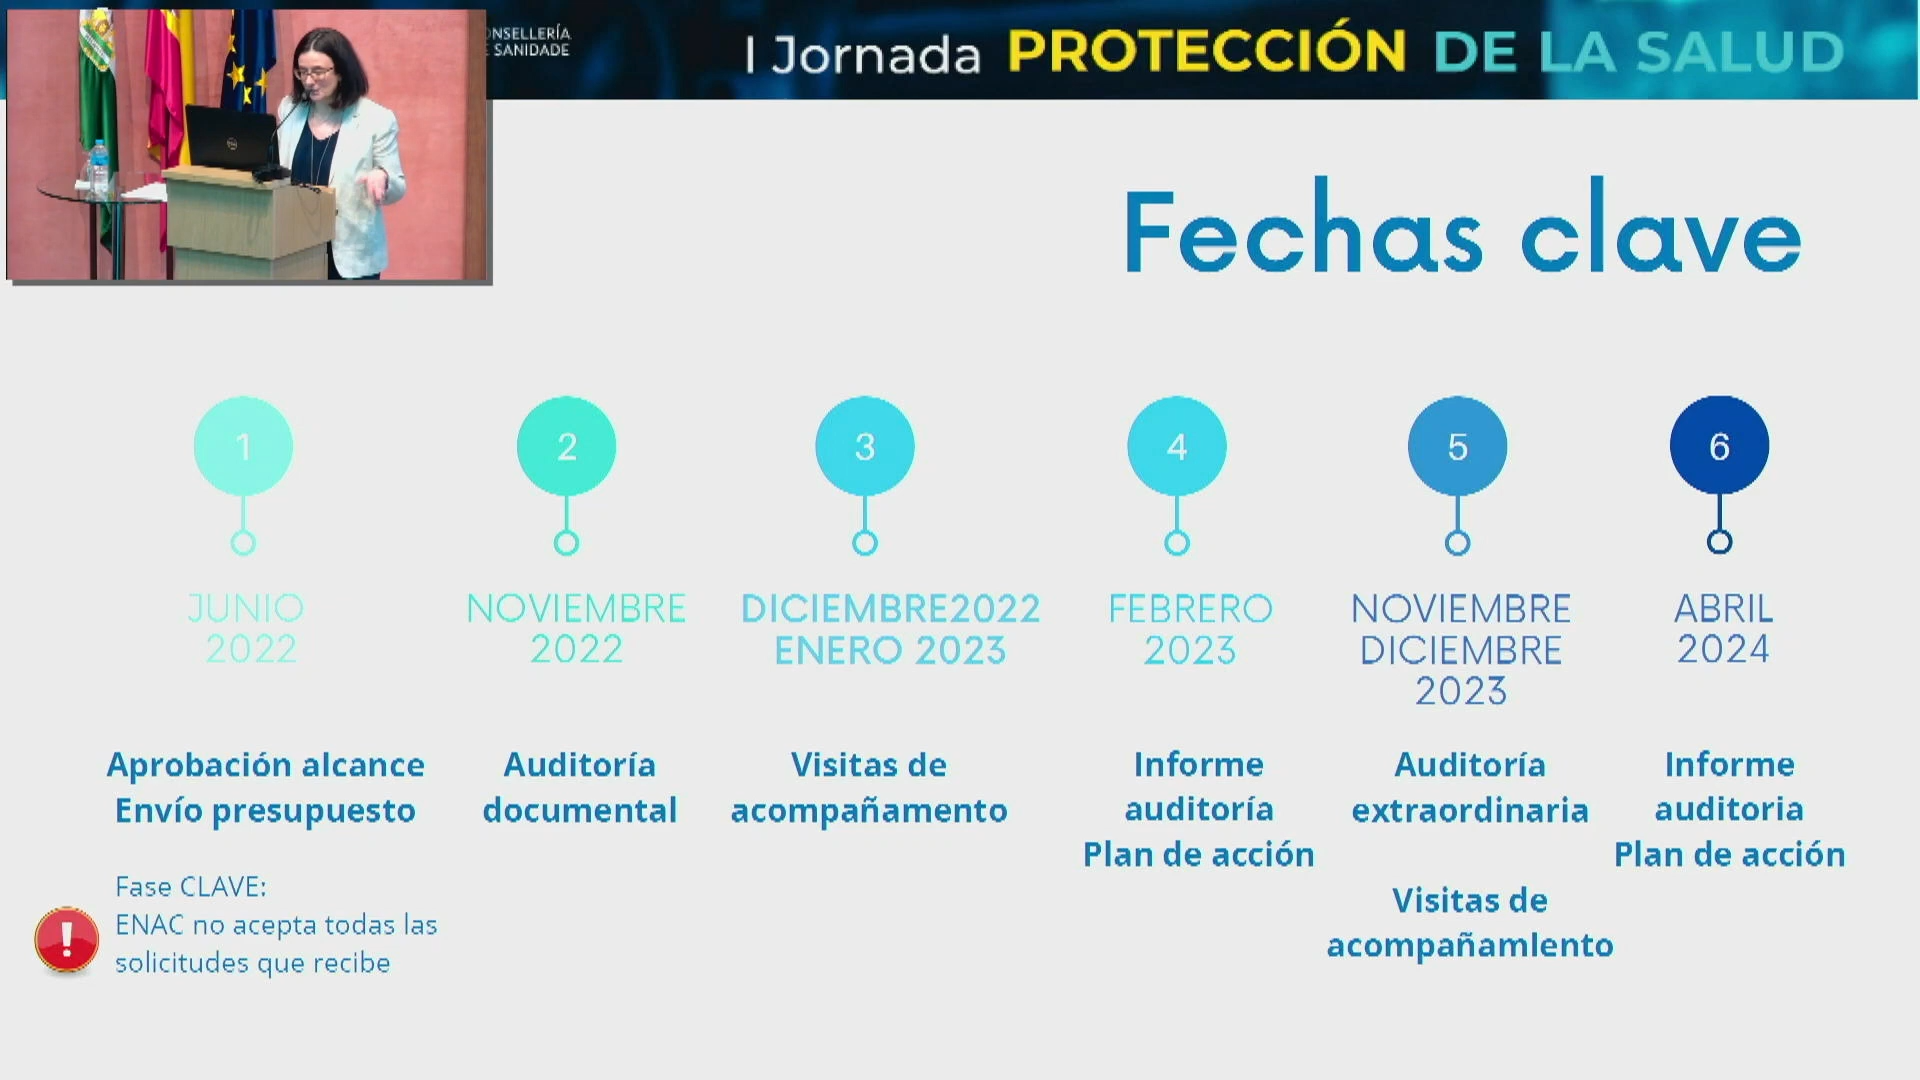 ONSELLERÍA
SANIDADE
I Jornada PROTECCIÓN DE LA SALUD
Fechas clave
1
2
3
4
5
6
JUNIO
2022
NOVIEMBRE
2022
DICIEMBRE2022
ENERO 2023
FEBRERO
2023
NOVIEMBRE
DICIEMBRE
2023
ABRIL
2024
Aprobación alcance
Envío presupuesto
Auditoría
documental
Visitas de
acompañamento
Informe
auditoría
Plan de acción
Auditoría
extraordinaria
Visitas de
acompañamlento
Informe
auditoria
Plan de acción
!
Fase CLAVE:
ENAC no acepta todas las
solicitudes que recibe